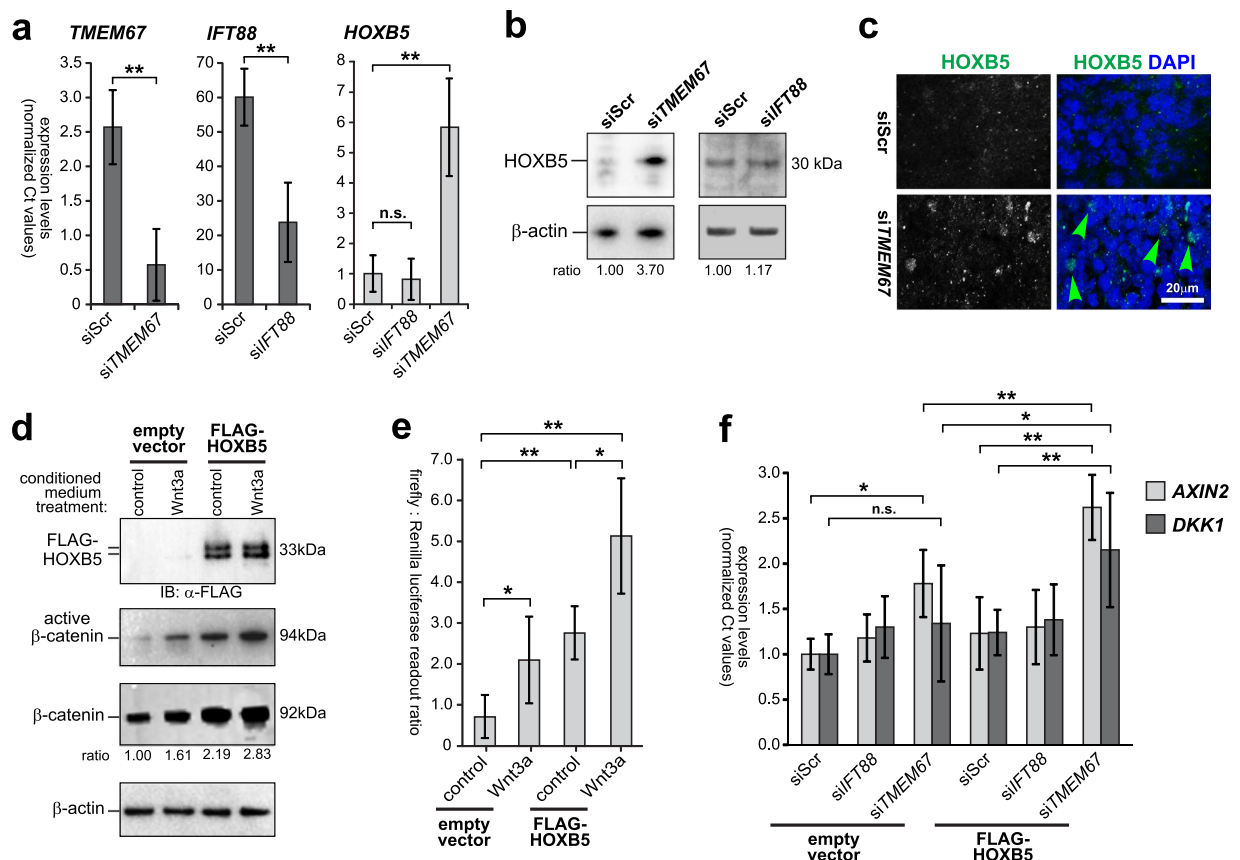 a
TMEM67
IFT88
HOXB5
**
**
**
n.s.
expression levels
(normalized Ct values)
3.5
3.0
2.5
2.0
1.5
1.0
0.5
0
70
60
50
40
30
20
10
0
8
7
6
5
4
3
2
1
0
siScr
siTMEM67
siScr
siIFT88
siScr
siIFT88
siTMEM67
b
siScr
siTMEM67
siScr
siIFT88
HOXB5
30 kDa
β-actin
ratio
1.00
3.70
1.00
1.17
c
HOXB5
HOXB5 DAPI
siScr
siTMEM67
20μm
d
empty
vector
FLAG-
HOXB5
conditioned
medium
treatment:
control
Wnt3a
control
Wnt3a
FLAG-
HOXB5
33kDa
IB: α-FLAG
active
β-catenin
94kDa
β-catenin
92kDa
ratio
1.00
1.61
2.19
2.83
β-actin
e
firefly : Renilla luciferase readout ratio
**
**
*
*
7.0
6.0
5.0
4.0
3.0
2.0
1.0
0
control
Wnt3a
control
Wnt3a
empty
vector
FLAG-
HOXB5
f
**
*
**
**
*
n.s.
AXIN2
DKK1
expression levels
(normalized Ct values)
3.0
2.5
2.0
1.5
1.0
0.5
0.0
siScr
siIFT88
siTMEM67
siScr
siIFT88
siTMEM67
empty
vector
FLAG-
HOXB5